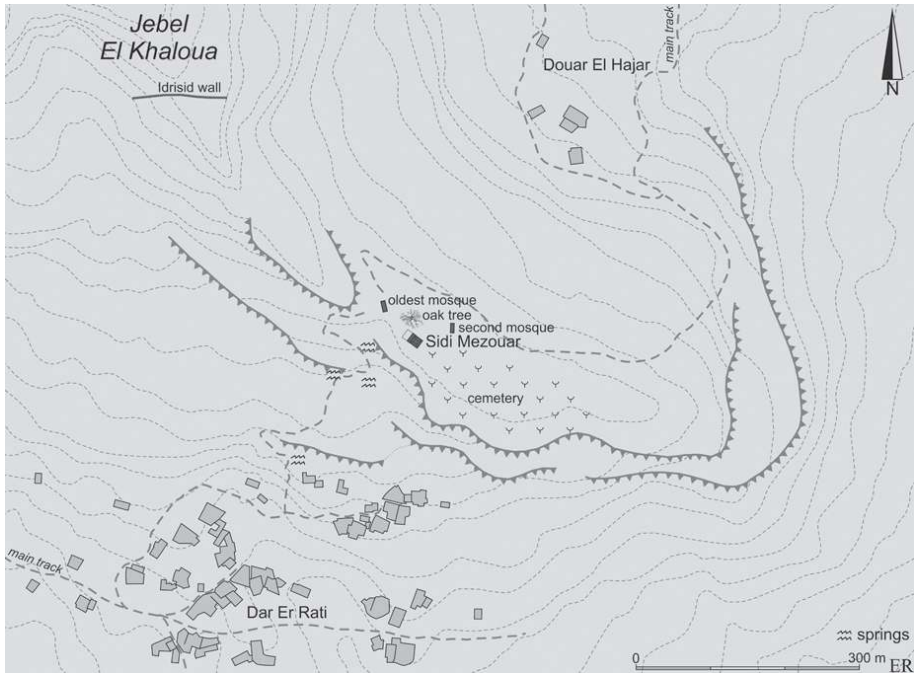 Jebel
El Khaloua
Idrisid wall
Douar El Hajar
main track
N
oldest mosque
oak tree
second mosque
Sidi Mezouar
cemetery
main track
Dar Er Rati
springs
0 300 m
ER